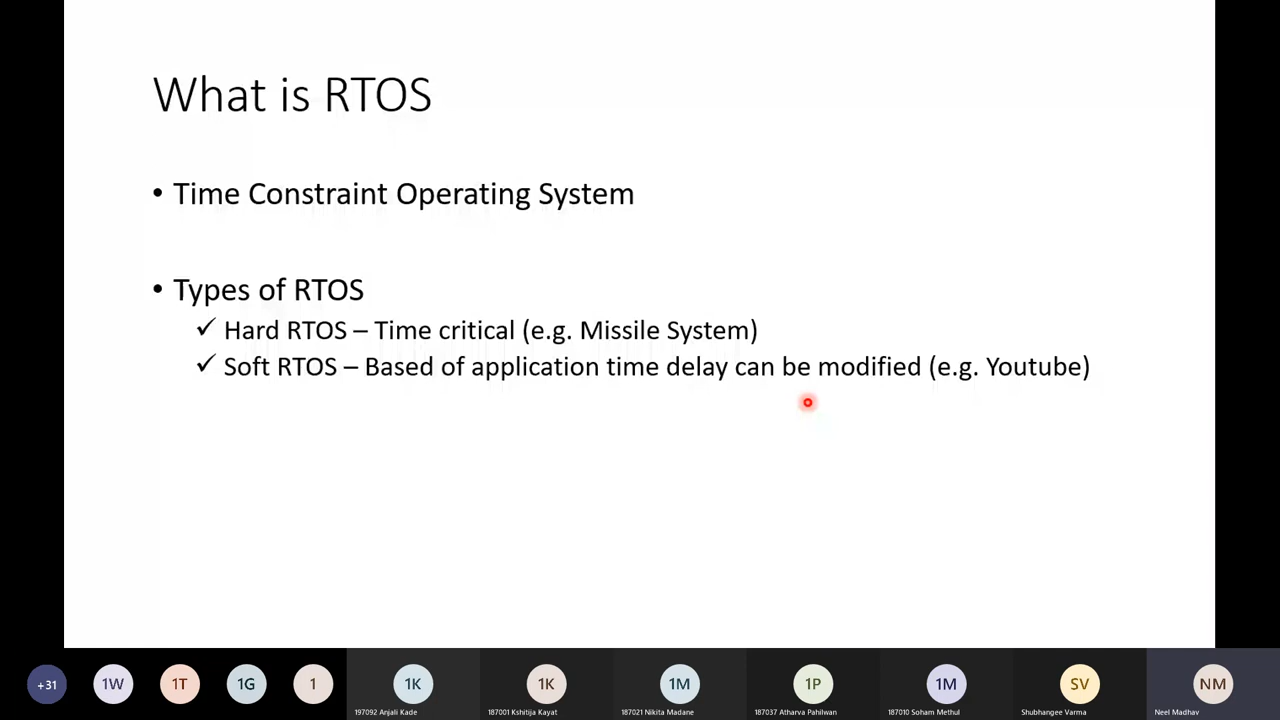 What is RTOS
• Time Constraint Operating System
• Types of RTOS
✓ Hard RTOS – Time critical (e.g. Missile System)
✓ Soft RTOS – Based of application time delay can be modified (e.g. Youtube)
+31 1W 1T 1G 1 1K 1K 1M 1P 1M SV NM
197092 Anjali Kade 187001 Kshitija Kayat 187021 Nikita Madane 187037 Atharva Pahilwan 187010 Soham Methul Shubhangee Varma Neel Madhav